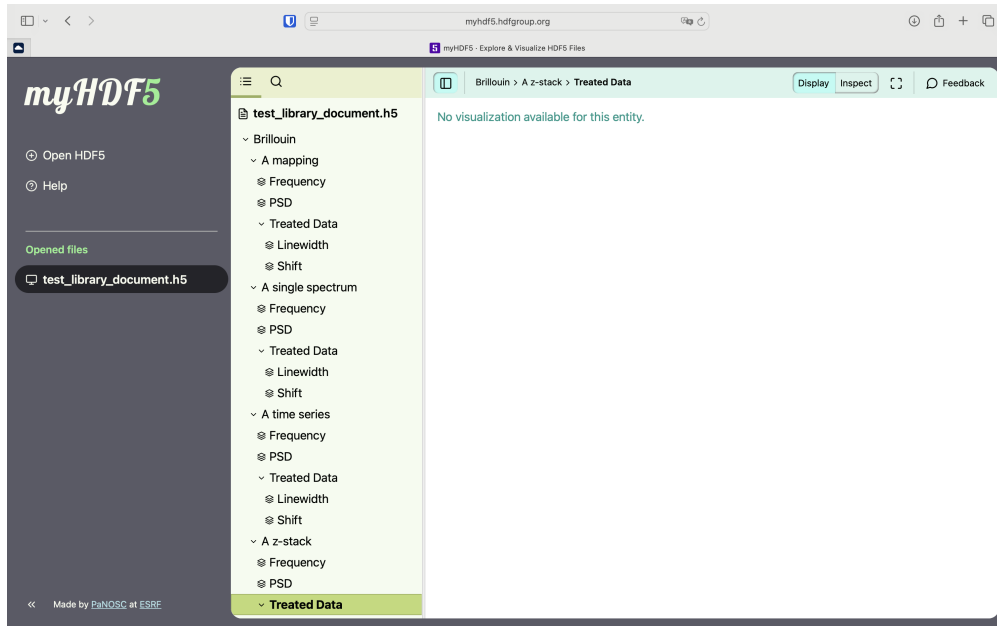 myhdf5.hdfgroup.org
5 myHDF5 - Explore & Visualize HDF5 Files
myHDF5
Open HDF5
Help
Opened files
test_library_document.h5
Made by PaNOSC at ESRF
test_library_document.h5
Brillouin
A mapping
Frequency
PSD
Treated Data
Linewidth
Shift
A single spectrum
Frequency
PSD
Treated Data
Linewidth
Shift
A time series
Frequency
PSD
Treated Data
Linewidth
Shift
A z-stack
Frequency
PSD
Treated Data
Brillouin > A z-stack > Treated Data
Display Inspect Feedback
No visualization available for this entity.